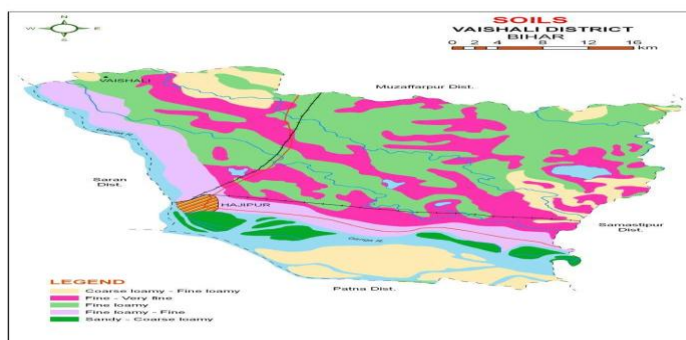 N
W E
S
SOILS
VAISHALI DISTRICT
BIHAR
0 2 4 8 12 16
km
VAISHALI
Muzaffarpur Dist.
Saran
Dist.
HAJIPUR
Samastipur
Dist.
Ganga R.
Patna Dist.
LEGEND
Coarse loamy - Fine loamy
Fine - Very fine
Fine loamy
Fine loamy - Fine
Sandy - Coarse loamy